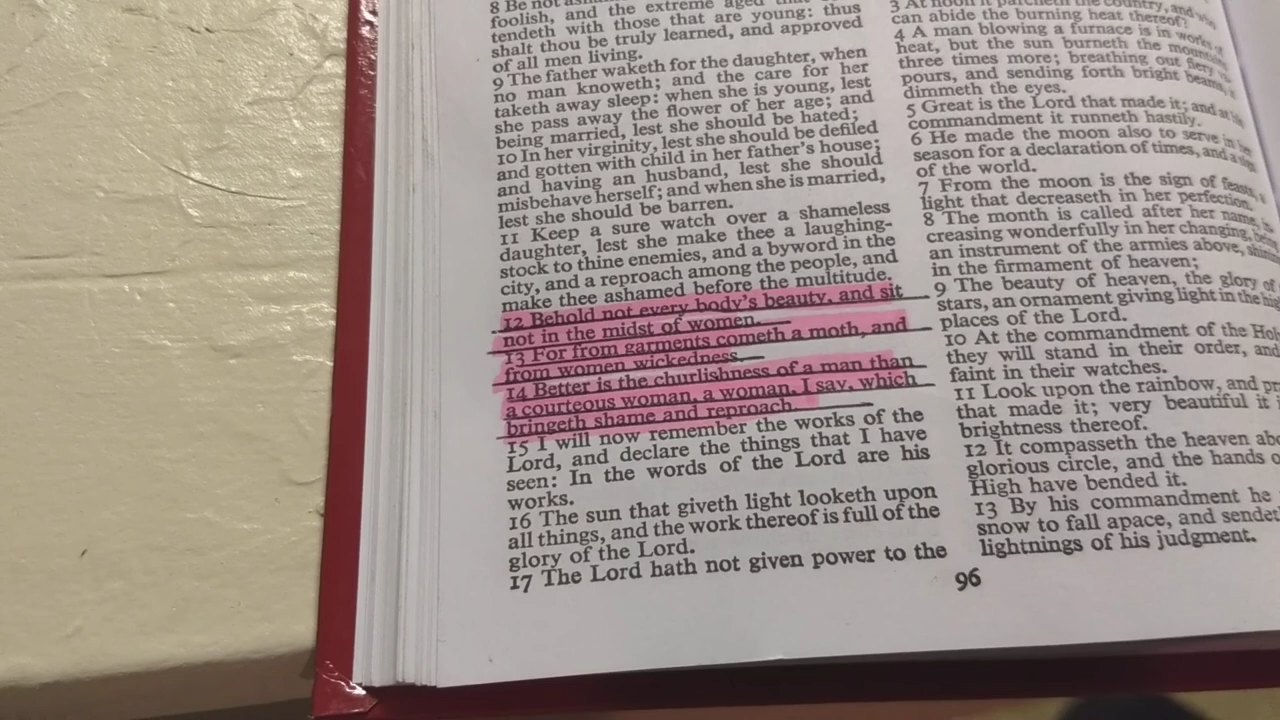 8 Be not
foolish, and the extreme aged that
tendeth with those that are young: thus
shalt thou be truly learned, and approved
of all men living.
9 The father waketh for the daughter, when
no man knoweth; and the care for her
taketh away sleep: when she is young, lest
she pass away the flower of her age; and
being married, lest she should be hated;
10 In her virginity, lest she should be defiled
and gotten with child in her father's house;
and having an husband, lest she should
misbehave herself; and when she is married,
lest she should be barren.
11 Keep a sure watch over a shameless
daughter, lest she make thee a laughing-
stock to thine enemies, and a byword in the
city, and a reproach among the people, and
make thee ashamed before the multitude.
12 Behold not every body's beauty, and sit
not in the midst of women.
13 For from garments cometh a moth, and
from women wickedness.
14 Better is the churlishness of a man than
a courteous woman, a woman, I say, which
bringeth shame and reproach.
15 I will now remember the works of the
Lord, and declare the things that I have
seen: In the words of the Lord are his
works.
16 The sun that giveth light looketh upon
all things, and the work thereof is full of the
glory of the Lord.
17 The Lord hath not given power to the
3 At noon it parcheth the country, and who
can abide the burning heat thereof?
4 A man blowing a furnace is in works of
heat, but the sun burneth the mountains
three times more; breathing out fiery
pours, and sending forth bright beams, it
dimmeth the eyes.
5 Great is the Lord that made it; and at his
commandment it runneth hastily.
6 He made the moon also to serve in her
season for a declaration of times, and a sign
of the world.
7 From the moon is the sign of feasts, a
light that decreaseth in her perfection.
8 The month is called after her name, in-
creasing wonderfully in her changing, being
an instrument of the armies above, shining
in the firmament of heaven;
9 The beauty of heaven, the glory of
stars, an ornament giving light in the
places of the Lord.
10 At the commandment of the Hol
they will stand in their order, and
faint in their watches.
11 Look upon the rainbow, and pr
that made it; very beautiful it i
brightness thereof.
12 It compasseth the heaven abo
glorious circle, and the hands o
High have bended it.
13 By his commandment he
snow to fall apace, and sendet
lightnings of his judgment.
96